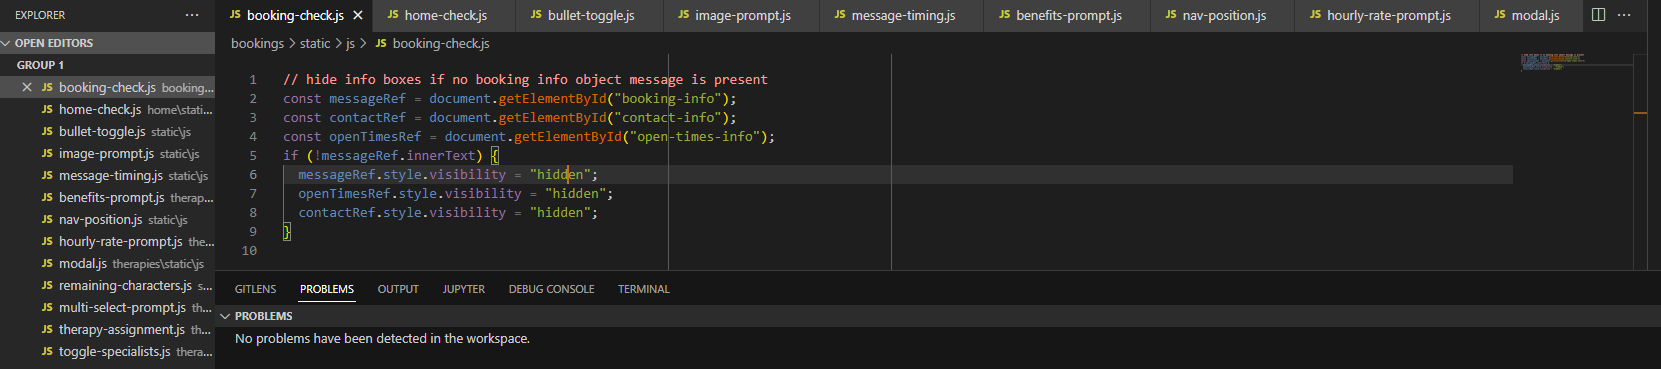 EXPLORER ···
OPEN EDITORS
GROUP 1
JS booking-check.js booking...
JS home-check.js home\stati...
JS bullet-toggle.js static\js
JS image-prompt.js static\js
JS message-timing.js static\js
JS benefits-prompt.js therap...
JS nav-position.js static\js
JS hourly-rate-prompt.js the...
JS modal.js therapies\static\js
JS remaining-characters.js s...
JS multi-select-prompt.js th...
JS therapy-assignment.js th...
JS toggle-specialists.js thera...
JS booking-check.js JS home-check.js JS bullet-toggle.js JS image-prompt.js JS message-timing.js JS benefits-prompt.js JS nav-position.js JS hourly-rate-prompt.js JS modal.js ···
bookings > static > js > JS booking-check.js
1 // hide info boxes if no booking info object message is present
2 const messageRef = document.getElementById("booking-info");
3 const contactRef = document.getElementById("contact-info");
4 const openTimesRef = document.getElementById("open-times-info");
5 if (!messageRef.innerText) {
6 messageRef.style.visibility = "hidden";
7 openTimesRef.style.visibility = "hidden";
8 contactRef.style.visibility = "hidden";
9 }
10
GITLENS PROBLEMS OUTPUT JUPYTER DEBUG CONSOLE TERMINAL
PROBLEMS
No problems have been detected in the workspace.